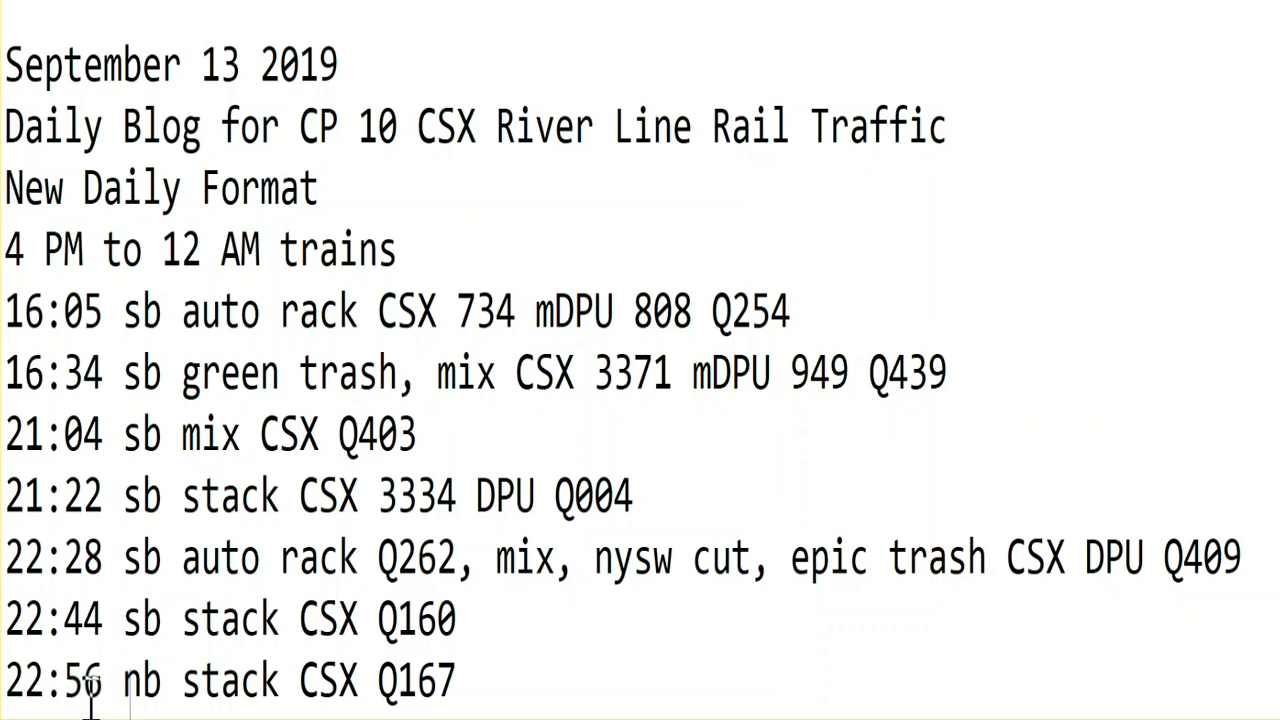 September 13 2019
Daily Blog for CP 10 CSX River Line Rail Traffic
New Daily Format
4 PM to 12 AM trains
16:05 sb auto rack CSX 734 mDPU 808 Q254
16:34 sb green trash, mix CSX 3371 mDPU 949 Q439
21:04 sb mix CSX Q403
21:22 sb stack CSX 3334 DPU Q004
22:28 sb auto rack Q262, mix, nysw cut, epic trash CSX DPU Q409
22:44 sb stack CSX Q160
22:56 nb stack CSX Q167